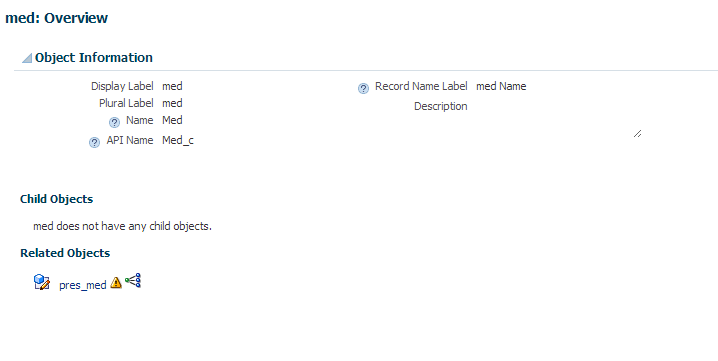 med: Overview
Object Information
Display Label med
Plural Label med
? Name Med
? API Name Med_c
? Record Name Label med Name
Description
Child Objects
med does not have any child objects.
Related Objects
pres_med